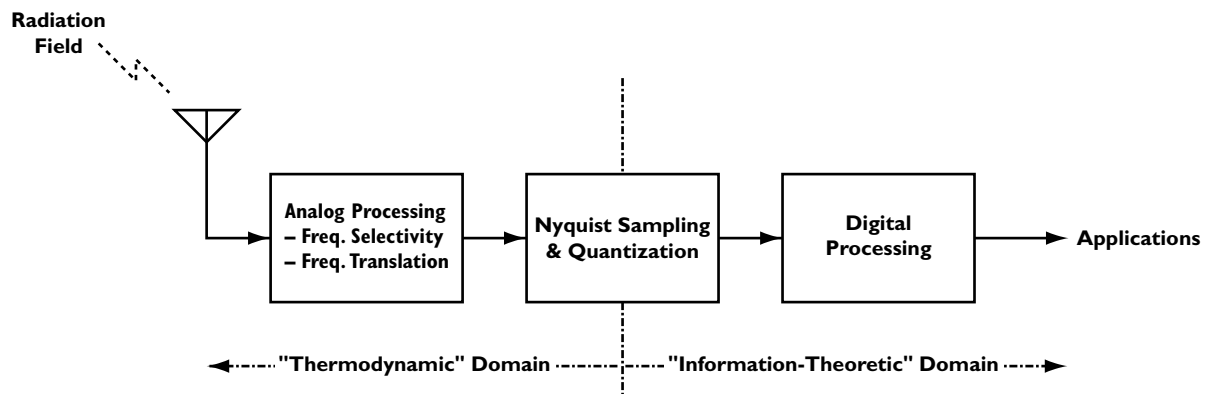 Radiation
Field
Analog Processing
– Freq. Selectivity
– Freq. Translation
Nyquist Sampling
& Quantization
Digital
Processing
Applications
"Thermodynamic" Domain
"Information-Theoretic" Domain